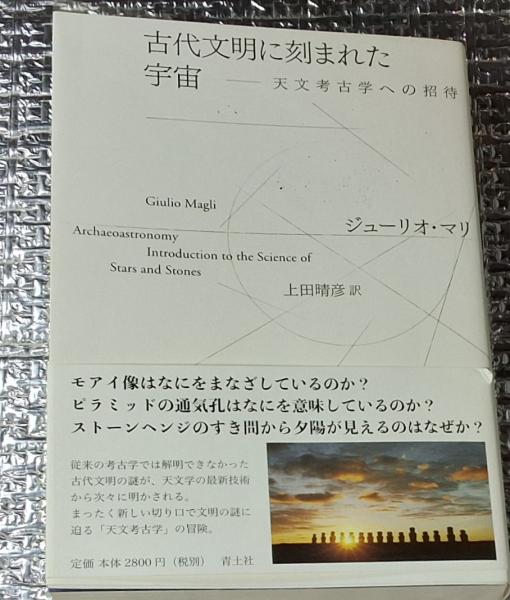 古代文明に刻まれた
宇宙
── 天文考古学への招待
Giulio Magli
ジューリオ・マリ
Archaeoastronomy
Introduction to the Science of
Stars and Stones
上田晴彦 訳
モアイ像はなにをまなざしているのか？
ピラミッドの通気孔はなにを意味しているのか？
ストーンヘンジのすき間から夕陽が見えるのはなぜか？
従来の考古学では解明できなかった
古代文明の謎が、天文学の最新技術
から次々に明かされる。
まったく新しい切り口で文明の謎に
迫る「天文考古学」の冒険。
定価 本体2800円（税別） 青土社